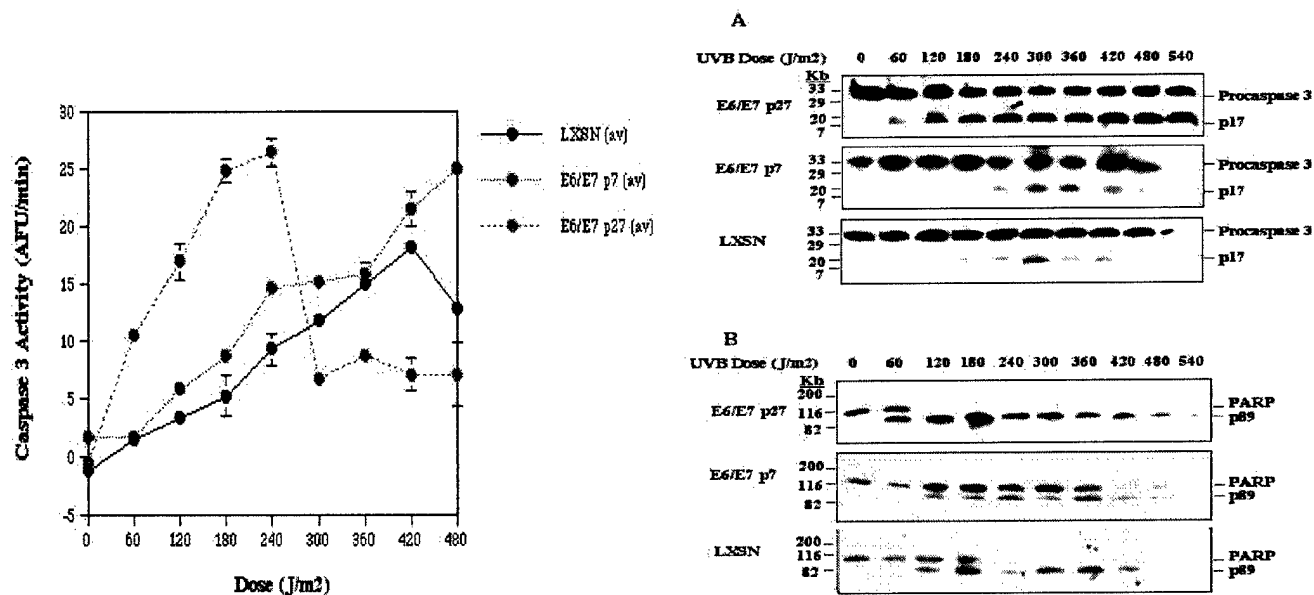 30
25
20
15
10
5
0
-5
Caspase 3 Activity (AFU/min)
0 60 120 180 240 300 360 420 480
Dose (J/m2)
LXSN (av)
E6/E7 p7 (av)
E6/E7 p27 (av)
A
UVB Dose (J/m2) 0 60 120 180 240 300 360 420 480 540
Kb
E6/E7 p27
33
29
20
7
Procaspase 3
p17
E6/E7 p7
33
29
20
7
Procaspase 3
p17
LXSN
33
29
20
7
Procaspase 3
p17
B
UVB Dose (J/m2) 0 60 120 180 240 300 360 420 480 540
Kb
E6/E7 p27
200
116
82
PARP
p89
E6/E7 p7
200
116
82
PARP
p89
LXSN
200
116
82
PARP
p89